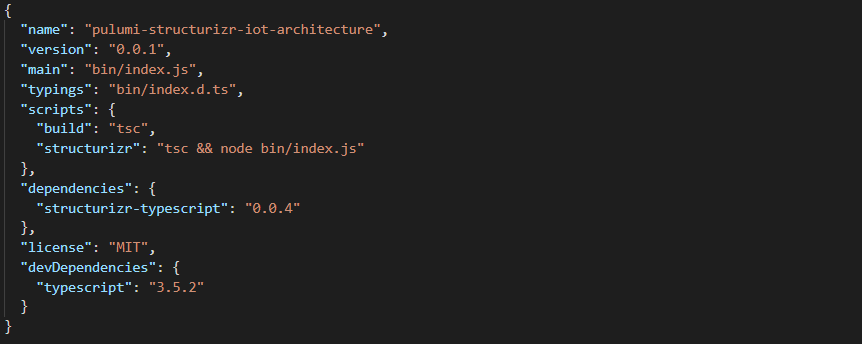 {
  "name": "pulumi-structurizr-iot-architecture",
  "version": "0.0.1",
  "main": "bin/index.js",
  "typings": "bin/index.d.ts",
  "scripts": {
    "build": "tsc",
    "structurizr": "tsc && node bin/index.js"
  },
  "dependencies": {
    "structurizr-typescript": "0.0.4"
  },
  "license": "MIT",
  "devDependencies": {
    "typescript": "3.5.2"
  }
}